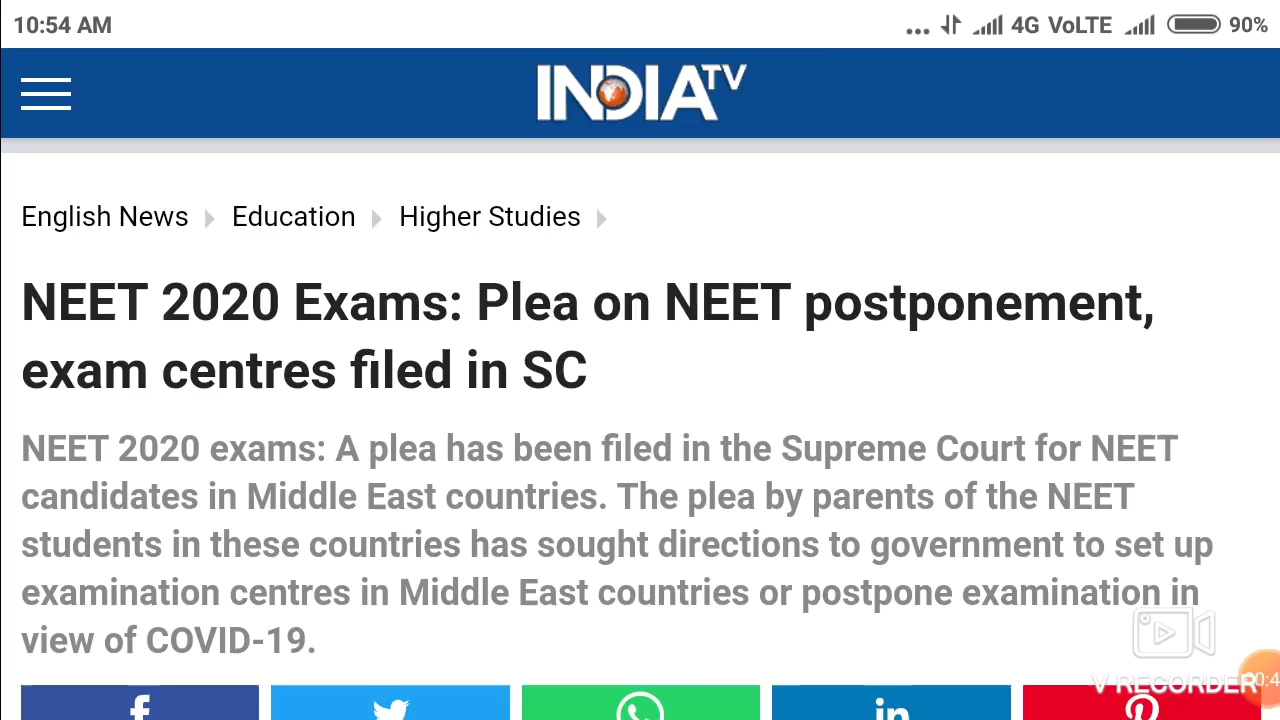 10:54 AM
... 4G VoLTE 90%
INDIA TV
English News Education Higher Studies
NEET 2020 Exams: Plea on NEET postponement,
exam centres filed in SC
NEET 2020 exams: A plea has been filed in the Supreme Court for NEET
candidates in Middle East countries. The plea by parents of the NEET
students in these countries has sought directions to government to set up
examination centres in Middle East countries or postpone examination in
view of COVID-19.
V RECORDER